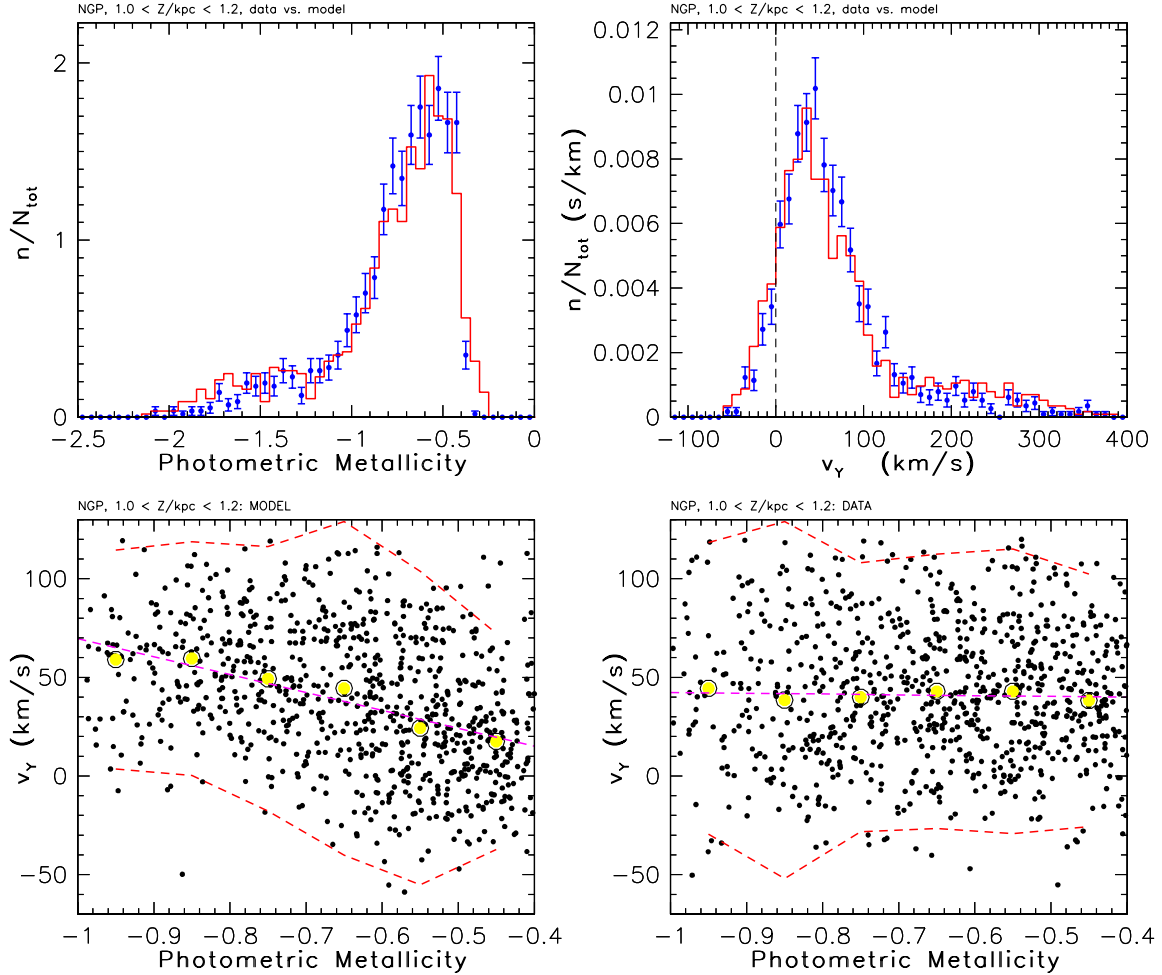 NGP, 1.0 < Z/kpc < 1.2, data vs. model
2
1
0
n/Ntot
-2.5 -2 -1.5 -1 -0.5 0
Photometric Metallicity
NGP, 1.0 < Z/kpc < 1.2, data vs. model
0.012
0.01
0.008
0.006
0.004
0.002
0
n/Ntot (s/km)
-100 0 100 200 300 400
vY (km/s)
NGP, 1.0 < Z/kpc < 1.2: MODEL
100
50
0
-50
vY (km/s)
-1 -0.9 -0.8 -0.7 -0.6 -0.5 -0.4
Photometric Metallicity
NGP, 1.0 < Z/kpc < 1.2: DATA
100
50
0
-50
vY (km/s)
-1 -0.9 -0.8 -0.7 -0.6 -0.5 -0.4
Photometric Metallicity